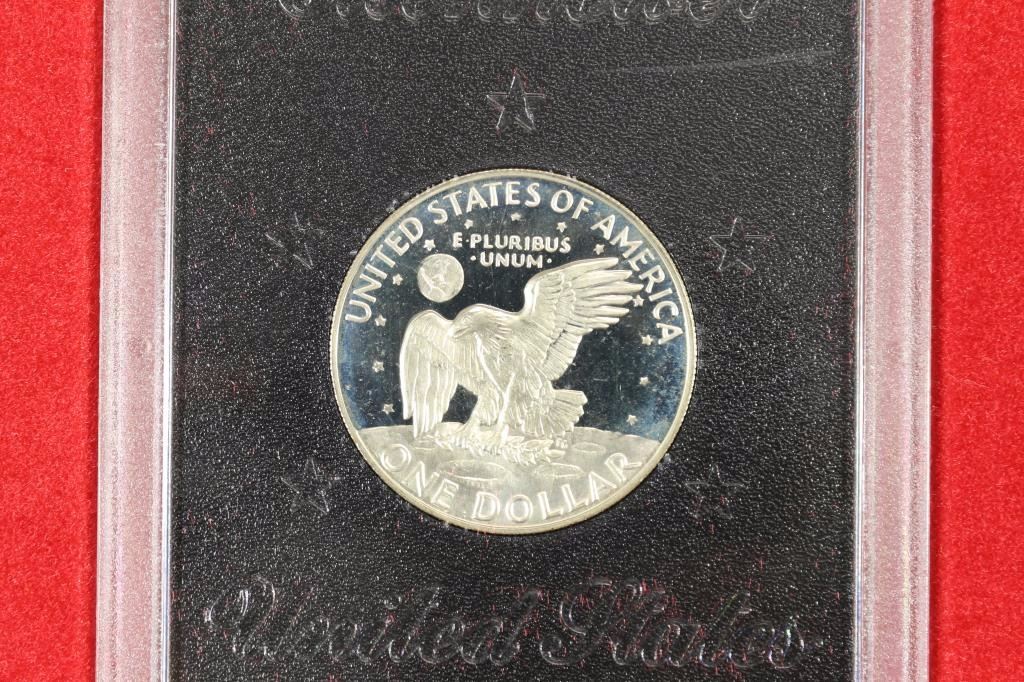 UNITED STATES OF AMERICA
E·PLURIBUS
·UNUM·
ONE DOLLAR
United States